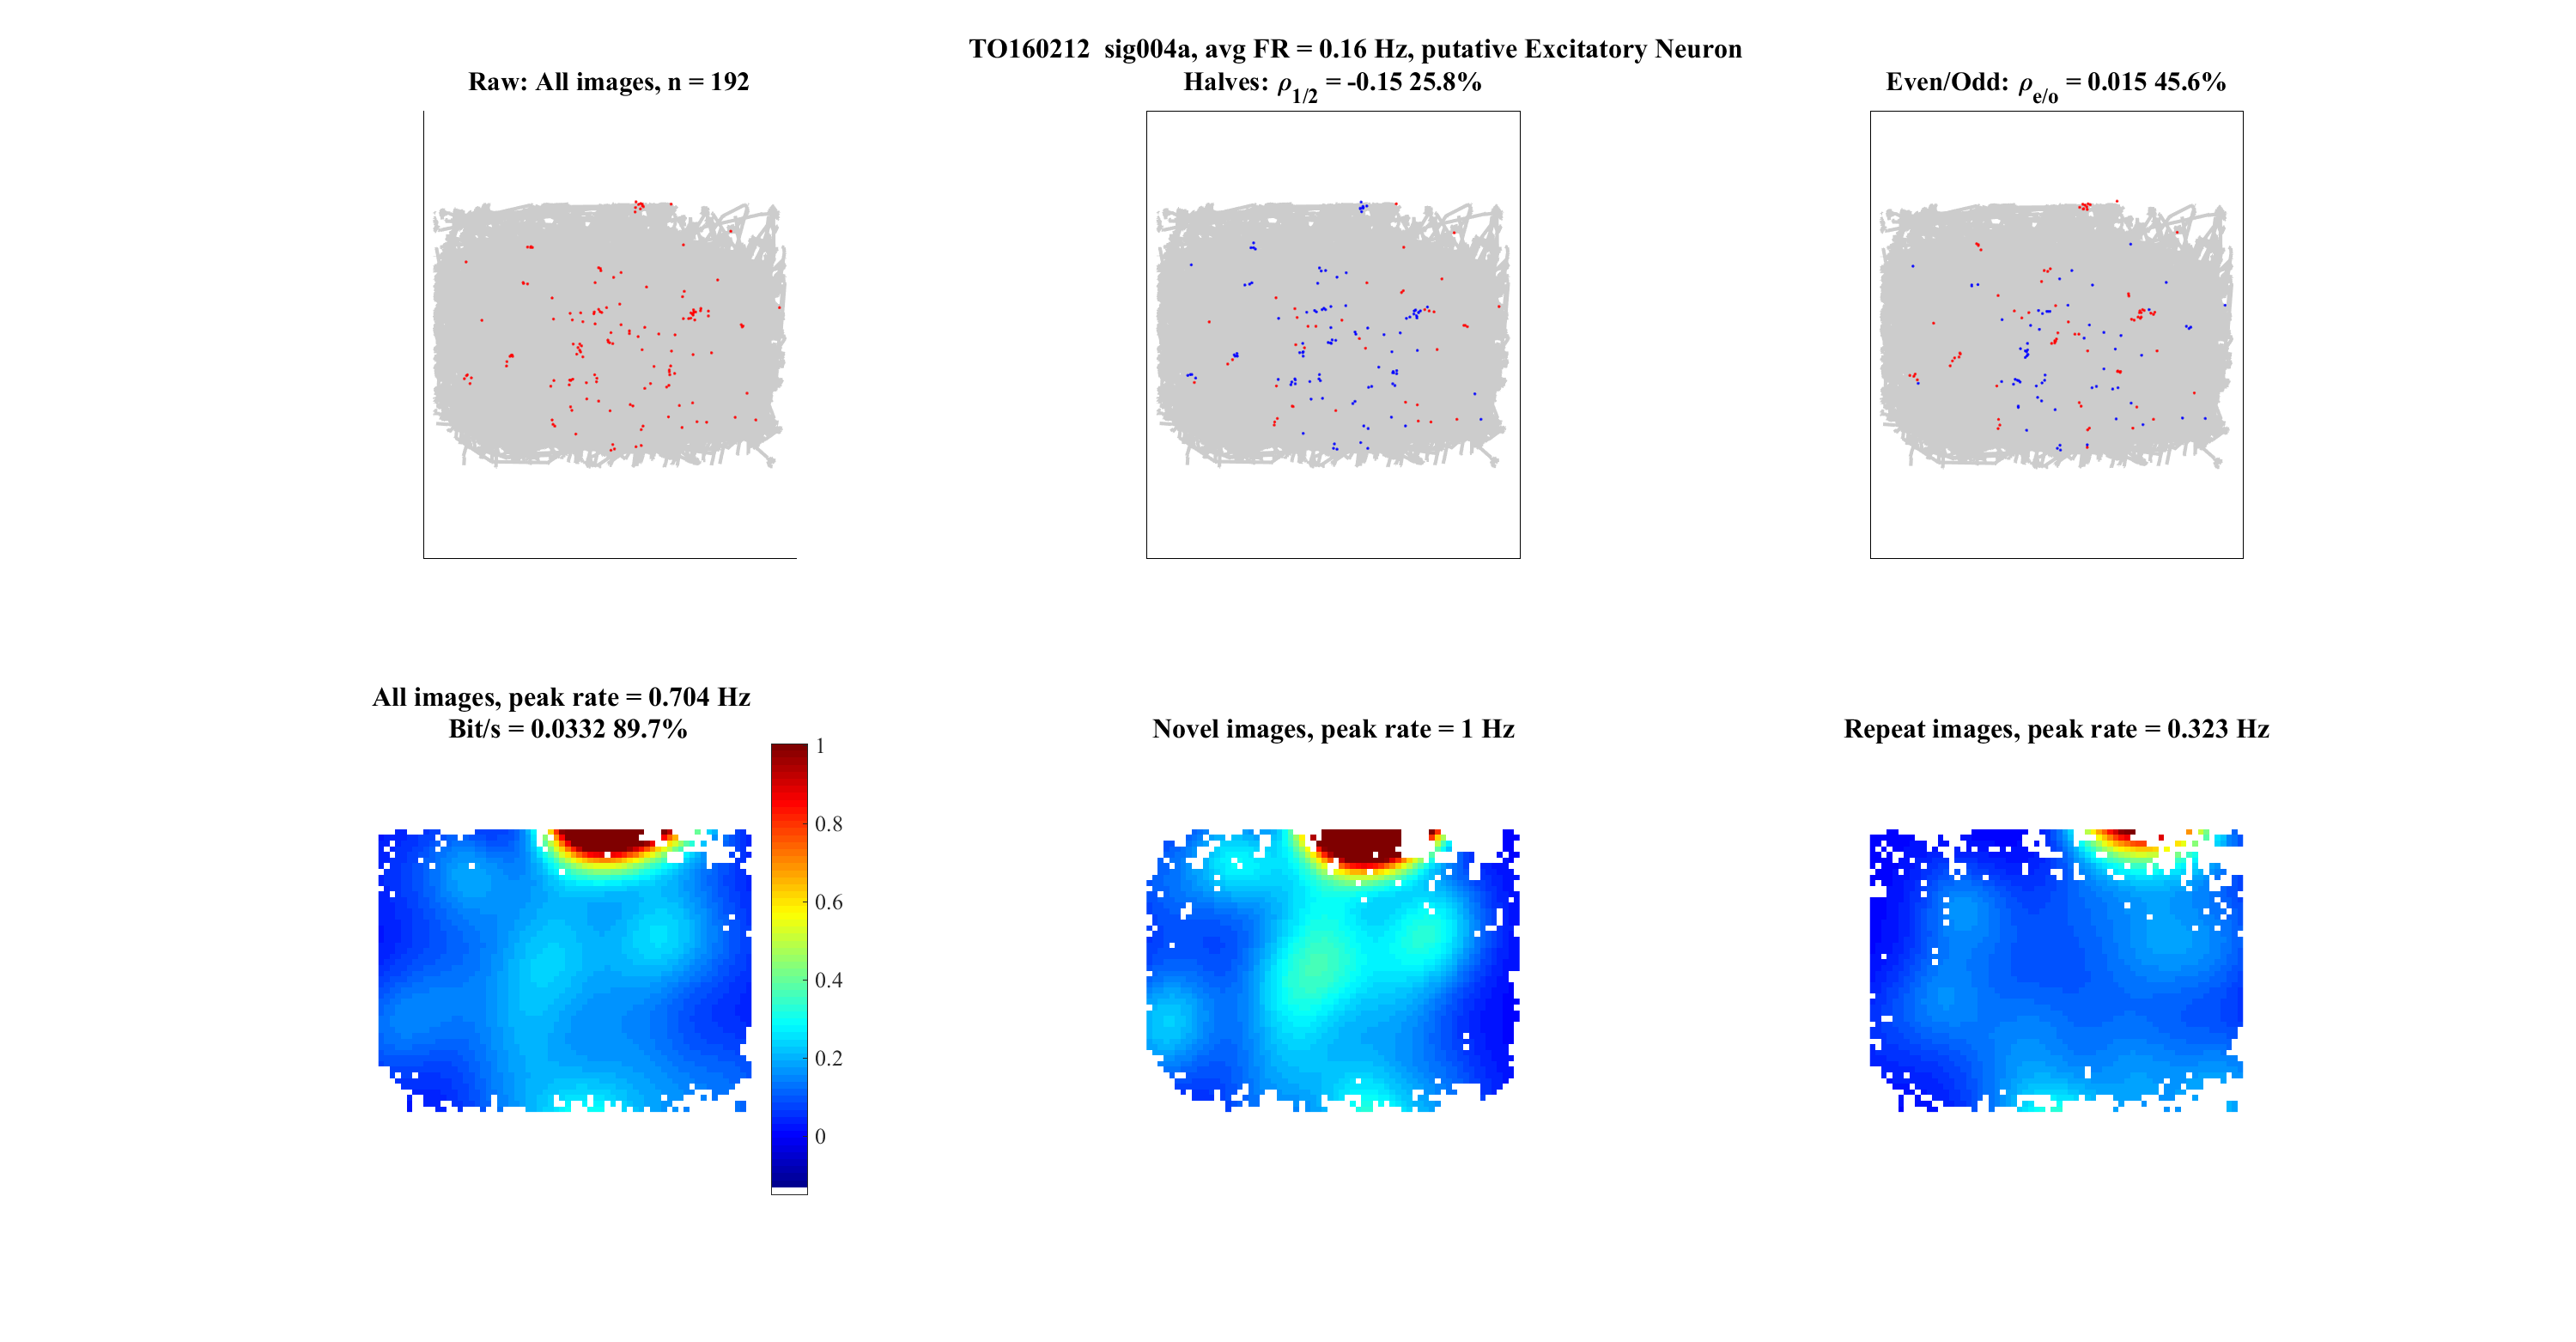 TO160212  sig004a, avg FR = 0.16 Hz, putative Excitatory Neuron
Raw: All images, n = 192
Halves: ρ1/2 = -0.15 25.8%
Even/Odd: ρe/o = 0.015 45.6%
All images, peak rate = 0.704 Hz
Bit/s = 0.0332 89.7%
Novel images, peak rate = 1 Hz
Repeat images, peak rate = 0.323 Hz
1
0.8
0.6
0.4
0.2
0